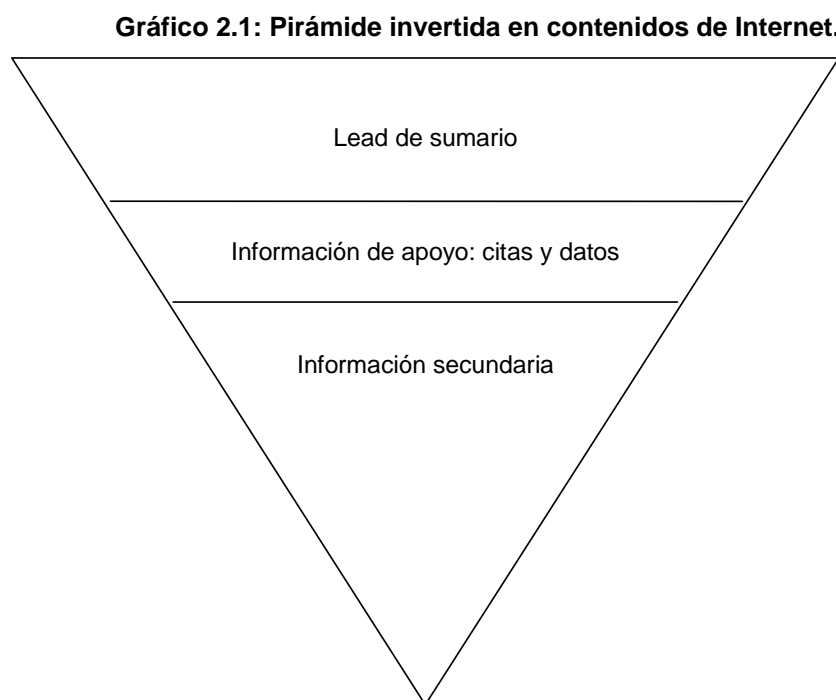 Gráfico 2.1: Pirámide invertida en contenidos de Internet.
Lead de sumario
Información de apoyo: citas y datos
Información secundaria